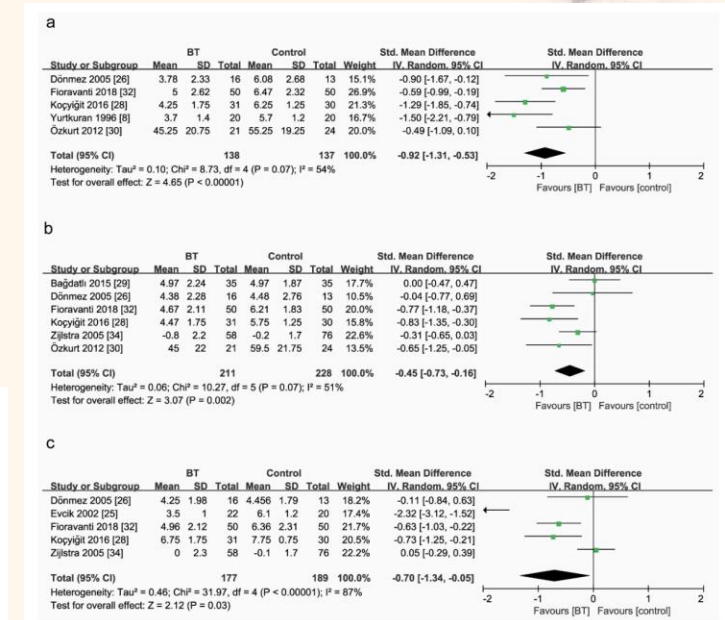 a
BT Control Std. Mean Difference Std. Mean Difference
Study or Subgroup Mean SD Total Mean SD Total Weight IV. Random. 95% CI IV. Random. 95% CI
Dönmez 2005 [26] 3.78 2.33 16 6.08 2.68 13 15.1% -0.90 [-1.67, -0.12]
Fioravanti 2018 [32] 5 2.62 50 6.47 2.32 50 26.9% -0.59 [-0.99, -0.19]
Koçyiğit 2016 [28] 4.25 1.75 31 6.25 1.25 30 21.3% -1.29 [-1.85, -0.74]
Yurtkuran 1996 [8] 3.7 1.4 20 5.7 1.2 20 16.7% -1.50 [-2.21, -0.79]
Özkurt 2012 [30] 45.25 20.75 21 55.25 19.25 24 20.0% -0.49 [-1.09, 0.10]
Total (95% CI) 138 137 100.0% -0.92 [-1.31, -0.53]
Heterogeneity: Tau² = 0.10; Chi² = 8.73, df = 4 (P = 0.07); I² = 54%
Test for overall effect: Z = 4.65 (P < 0.00001)
-2 -1 0 1 2
Favours [BT] Favours [control]
b
BT Control Std. Mean Difference Std. Mean Difference
Study or Subgroup Mean SD Total Mean SD Total Weight IV. Random. 95% CI IV. Random. 95% CI
Bağdatlı 2015 [29] 4.97 2.24 35 4.97 1.87 35 17.7% 0.00 [-0.47, 0.47]
Dönmez 2005 [26] 4.38 2.28 16 4.48 2.76 13 10.5% -0.04 [-0.77, 0.69]
Fioravanti 2018 [32] 4.67 2.11 50 6.21 1.83 50 20.0% -0.77 [-1.18, -0.37]
Koçyiğit 2016 [28] 4.47 1.75 31 5.75 1.25 30 15.8% -0.83 [-1.35, -0.30]
Zijlstra 2005 [34] -0.8 2.2 58 -0.2 1.7 76 22.6% -0.31 [-0.65, 0.03]
Özkurt 2012 [30] 45 22 21 59.5 21.75 24 13.5% -0.65 [-1.25, -0.05]
Total (95% CI) 211 228 100.0% -0.45 [-0.73, -0.16]
Heterogeneity: Tau² = 0.06; Chi² = 10.27, df = 5 (P = 0.07); I² = 51%
Test for overall effect: Z = 3.07 (P = 0.002)
-2 -1 0 1 2
Favours [BT] Favours [control]
c
BT Control Std. Mean Difference Std. Mean Difference
Study or Subgroup Mean SD Total Mean SD Total Weight IV. Random. 95% CI IV. Random. 95% CI
Dönmez 2005 [26] 4.25 1.98 16 4.456 1.79 13 18.2% -0.11 [-0.84, 0.63]
Evcik 2002 [25] 3.5 1 22 6.1 1.2 20 17.2% -2.32 [-3.12, -1.52]
Fioravanti 2018 [32] 4.96 2.12 50 6.36 2.31 50 21.7% -0.63 [-1.03, -0.22]
Koçyiğit 2016 [28] 6.75 1.75 31 7.75 0.75 30 20.5% -0.73 [-1.25, -0.21]
Zijlstra 2005 [34] 0 2.3 58 -0.1 1.7 76 22.2% 0.05 [-0.29, 0.39]
Total (95% CI) 177 189 100.0% -0.70 [-1.34, -0.05]
Heterogeneity: Tau² = 0.46; Chi² = 31.97, df = 4 (P < 0.00001); I² = 87%
Test for overall effect: Z = 2.12 (P = 0.03)
-2 -1 0 1 2
Favours [BT] Favours [control]